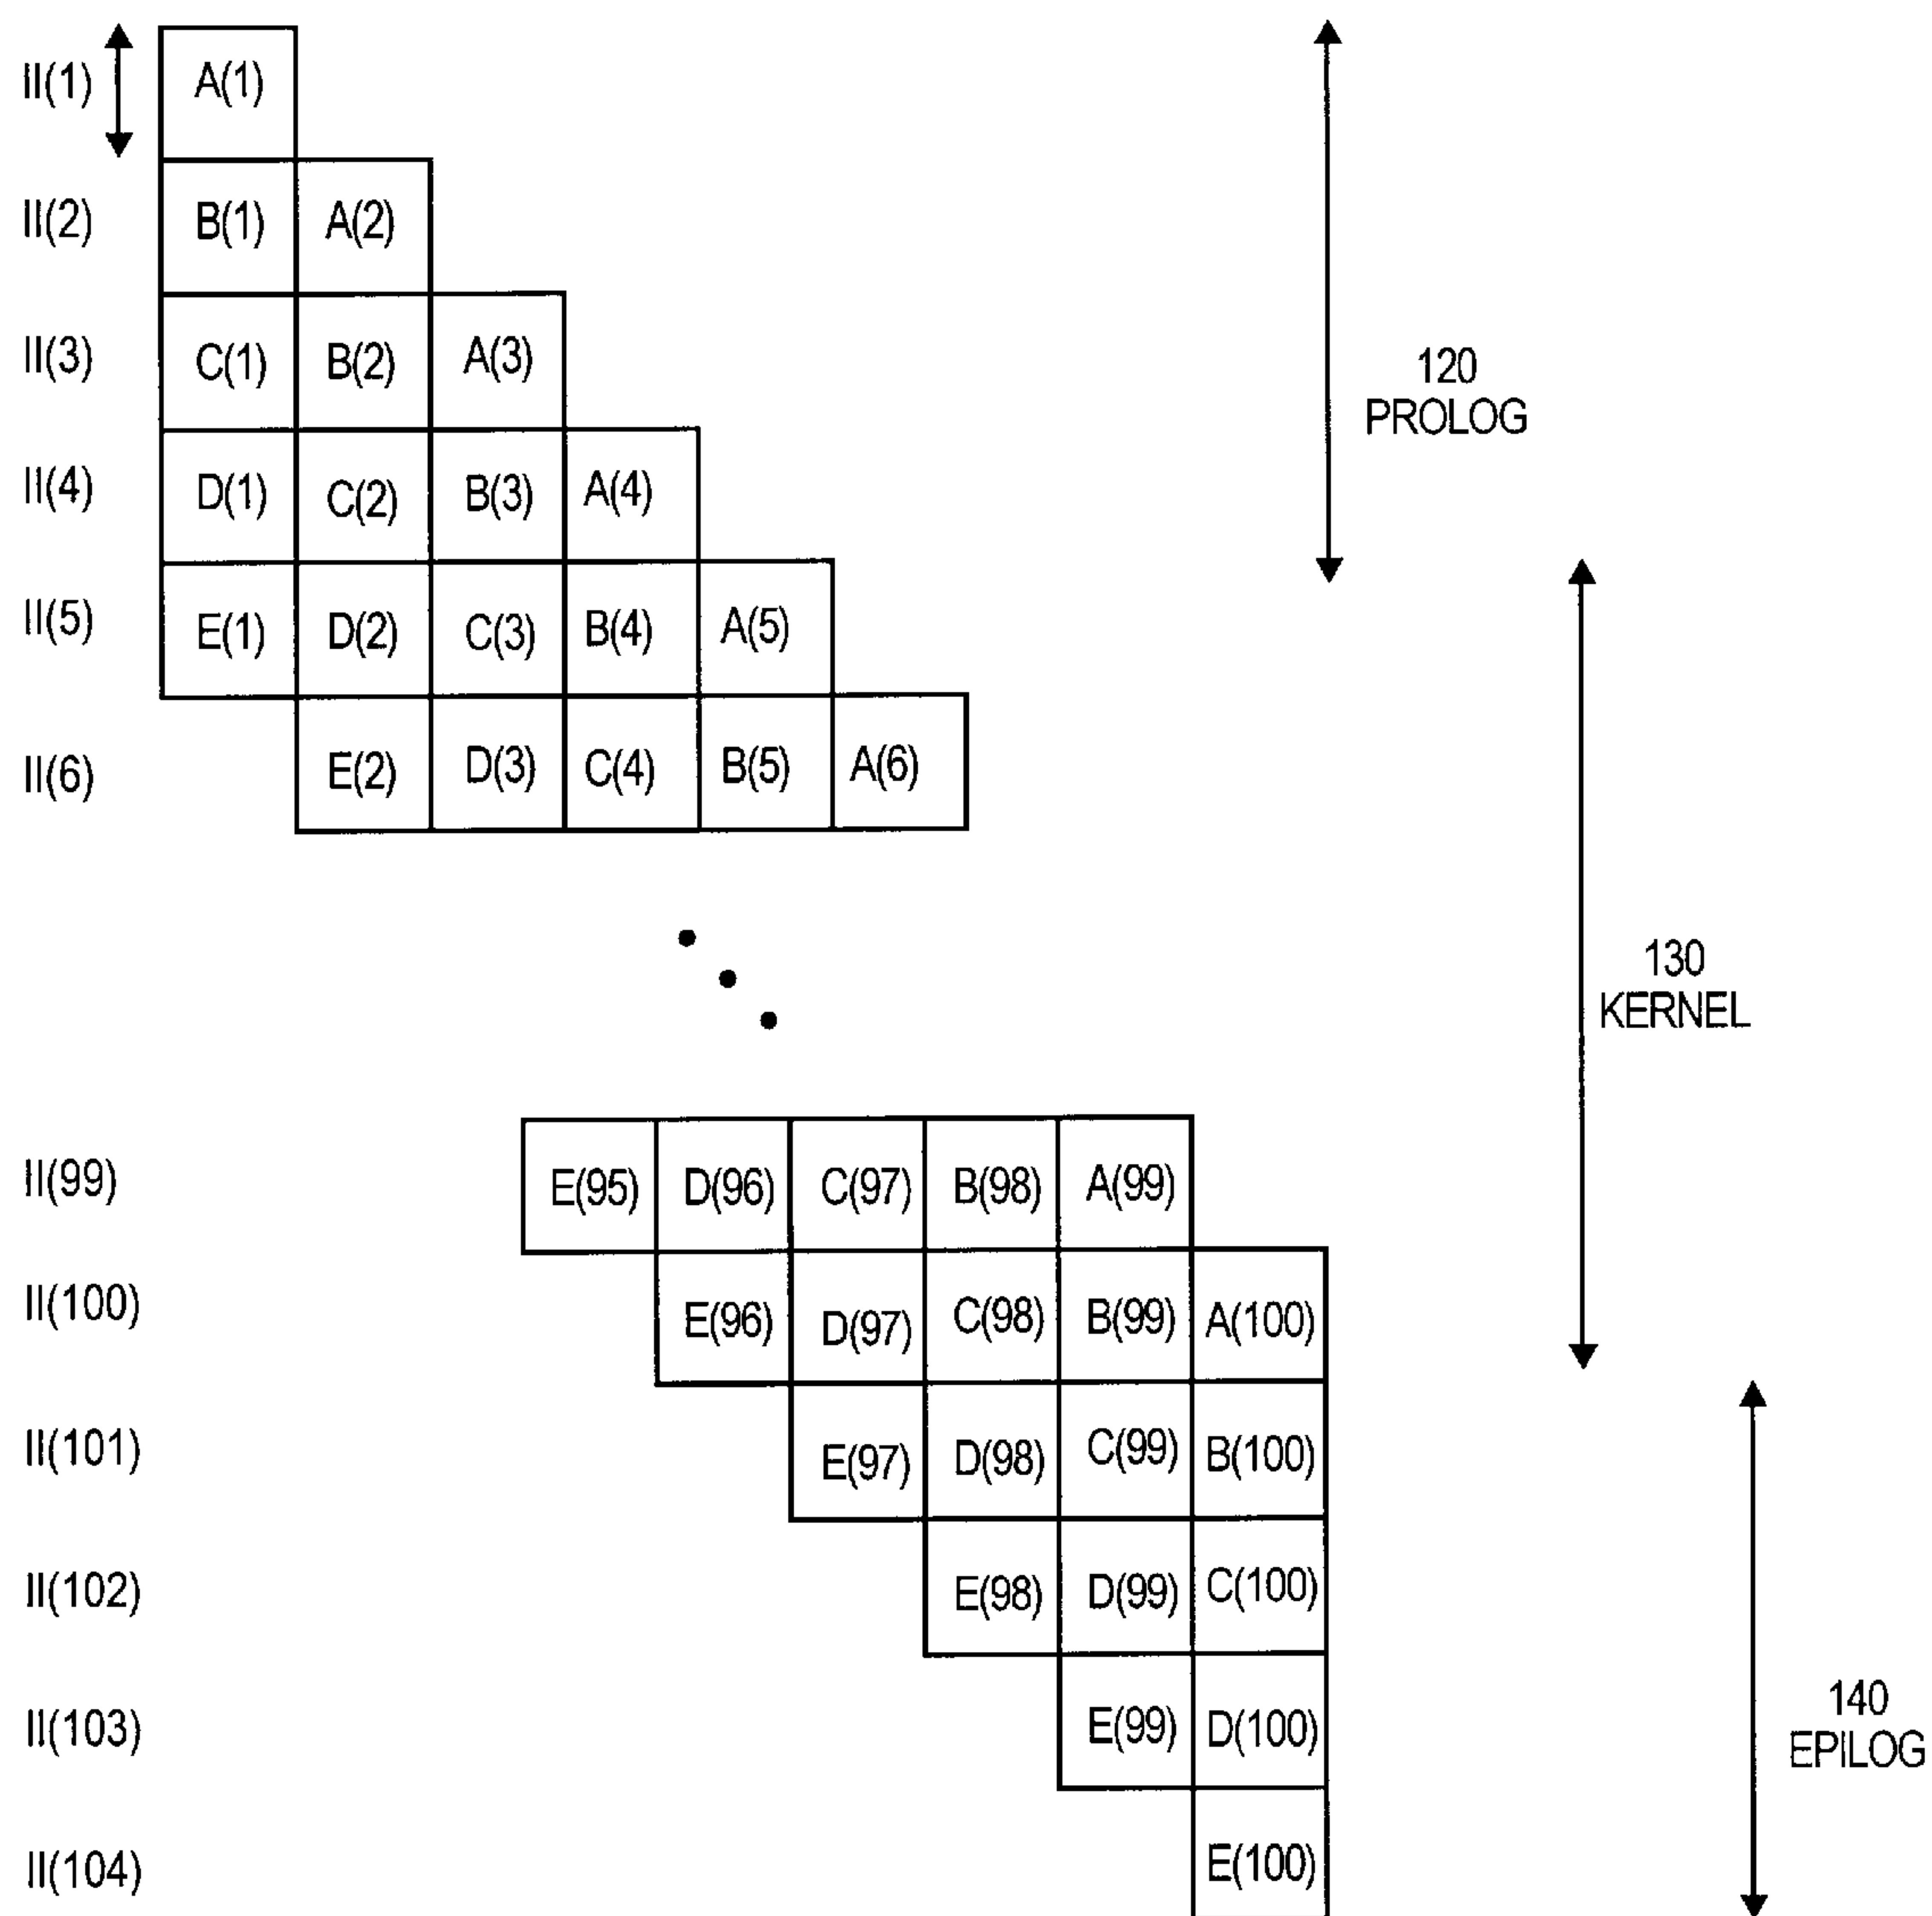 II(1) A(1)
II(2) B(1) A(2)
II(3) C(1) B(2) A(3)
120
PROLOG
II(4) D(1) C(2) B(3) A(4)
II(5) E(1) D(2) C(3) B(4) A(5)
II(6) E(2) D(3) C(4) B(5) A(6)
130
KERNEL
II(99) E(95) D(96) C(97) B(98) A(99)
II(100) E(96) D(97) C(98) B(99) A(100)
II(101) E(97) D(98) C(99) B(100)
II(102) E(98) D(99) C(100)
II(103) E(99) D(100)
140
EPILOG
II(104) E(100)